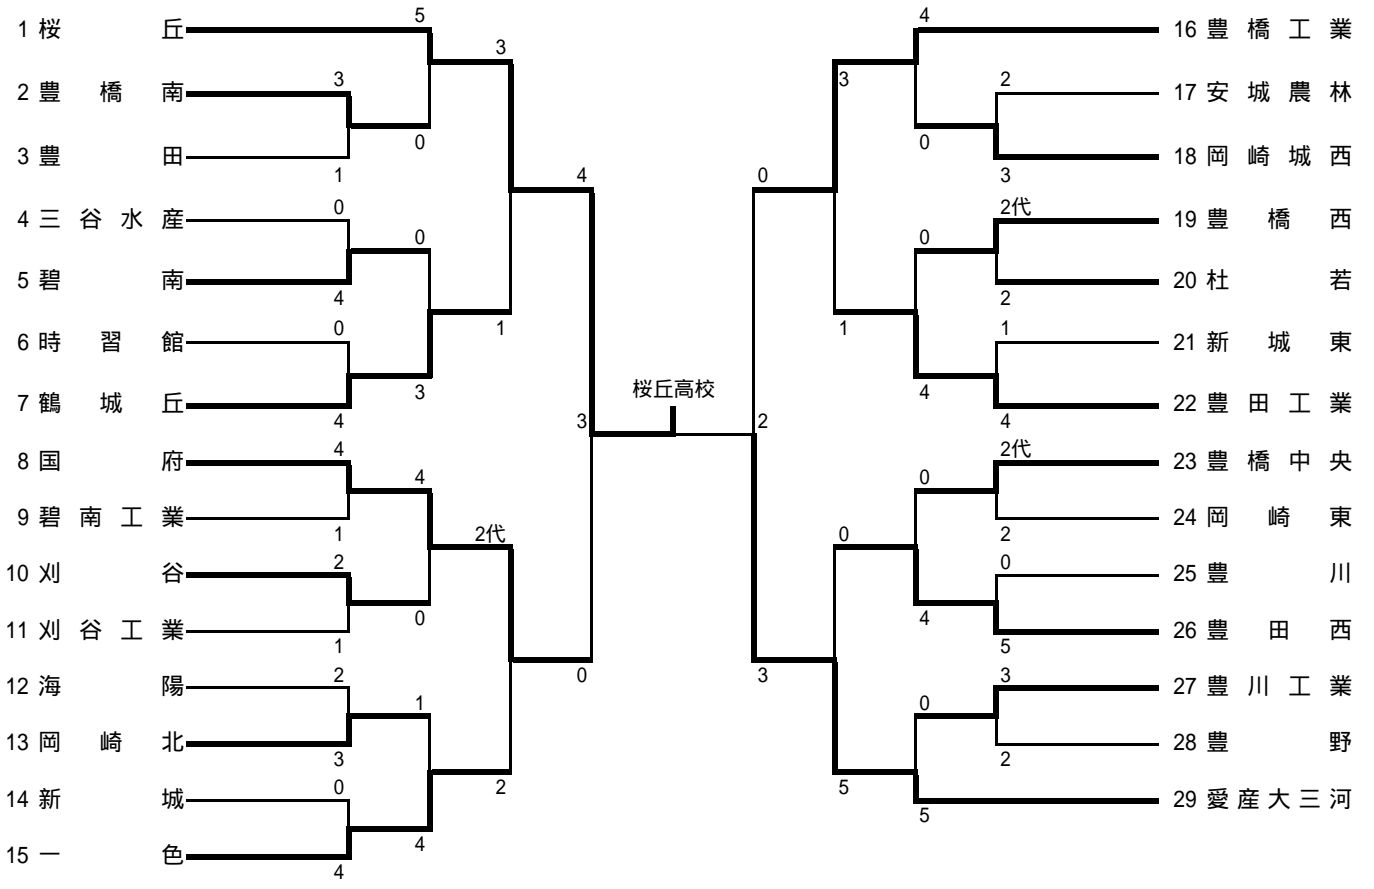 5
1 桜丘
3
2 豊橋南
3
0
3 豊田
1
4
4 三谷水産
0
0
5 碧南
4
6 時習館
0
1
3
7 鶴城丘
4
桜丘高校
3
8 国府
4
4
9 碧南工業
1
2代
10 刈谷
2
0
11 刈谷工業
1
0
12 海陽
2
1
13 岡崎北
3
14 新城
0
2
4
15 一色
4
4
16 豊橋工業
3
2
17 安城農林
0
18 岡崎城西
3
0
2代
19 豊橋西
0
20 杜若
2
1
1
21 新城東
4
22 豊田工業
4
2
2代
23 豊橋中央
0
24 岡崎東
2
0
0
25 豊川
4
26 豊田西
5
3
3
27 豊川工業
0
28 豊野
2
5
29 愛産大三河
5